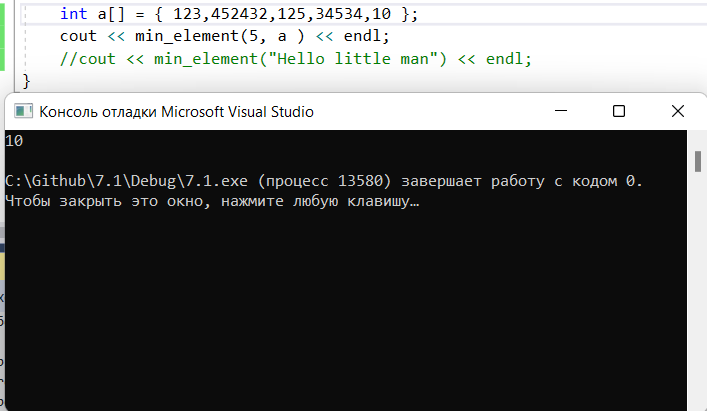 int a[] = { 123,452432,125,34534,10 };
cout << min_element(5, a ) << endl;
//cout << min_element("Hello little man") << endl;
}
Консоль отладки Microsoft Visual Studio
10
C:\Github\7.1\Debug\7.1.exe (процесс 13580) завершает работу с кодом 0.
Чтобы закрыть это окно, нажмите любую клавишу…